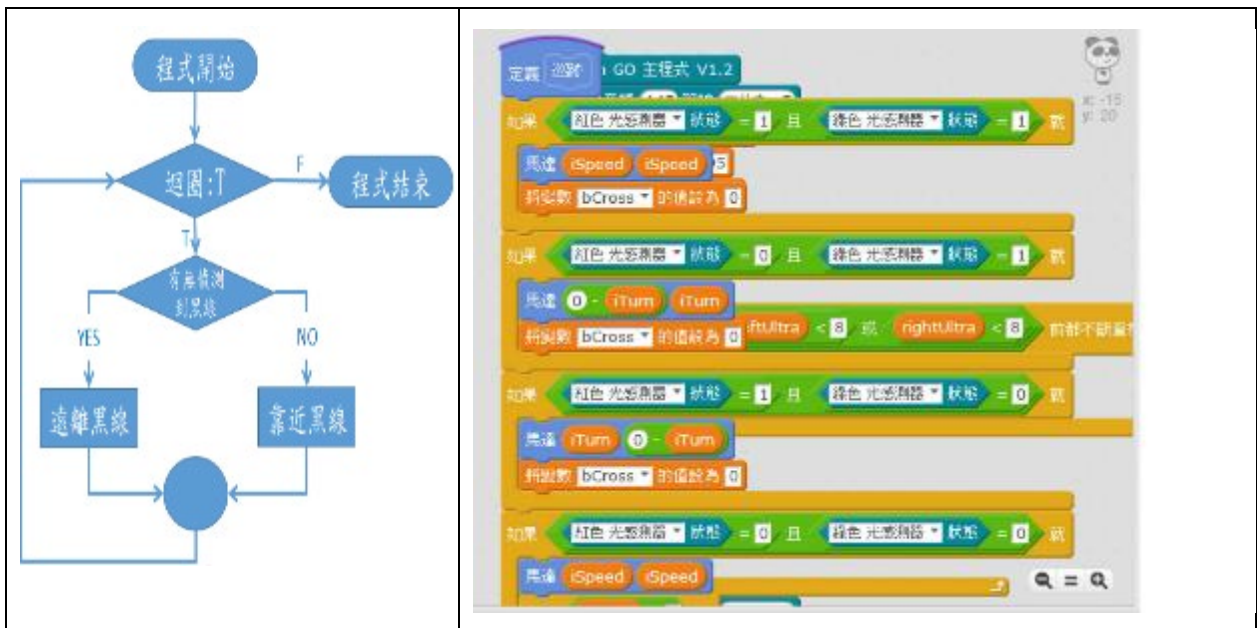 程式開始
迴圈:T
F
程式結束
T
有無偵測
到黑線
YES
NO
遠離黑線
靠近黑線
定義 巡跡
GO 主程式 V1.2
x: -15
y: 20
如果 紅色 光感測器 狀態 = 1 且 綠色 光感測器 狀態 = 1 就
馬達 iSpeed iSpeed 5
將變數 bCross 的值設為 0
如果 紅色 光感測器 狀態 = 0 且 綠色 光感測器 狀態 = 1 就
馬達 0 - iTurn iTurn
將變數 bCross 的值設為 0
ftUltra < 8 或 rightUltra < 8 前都不斷重
如果 紅色 光感測器 狀態 = 1 且 綠色 光感測器 狀態 = 0 就
馬達 iTurn 0 - iTurn
將變數 bCross 的值設為 0
如果 紅色 光感測器 狀態 = 0 且 綠色 光感測器 狀態 = 0 就
馬達 iSpeed iSpeed